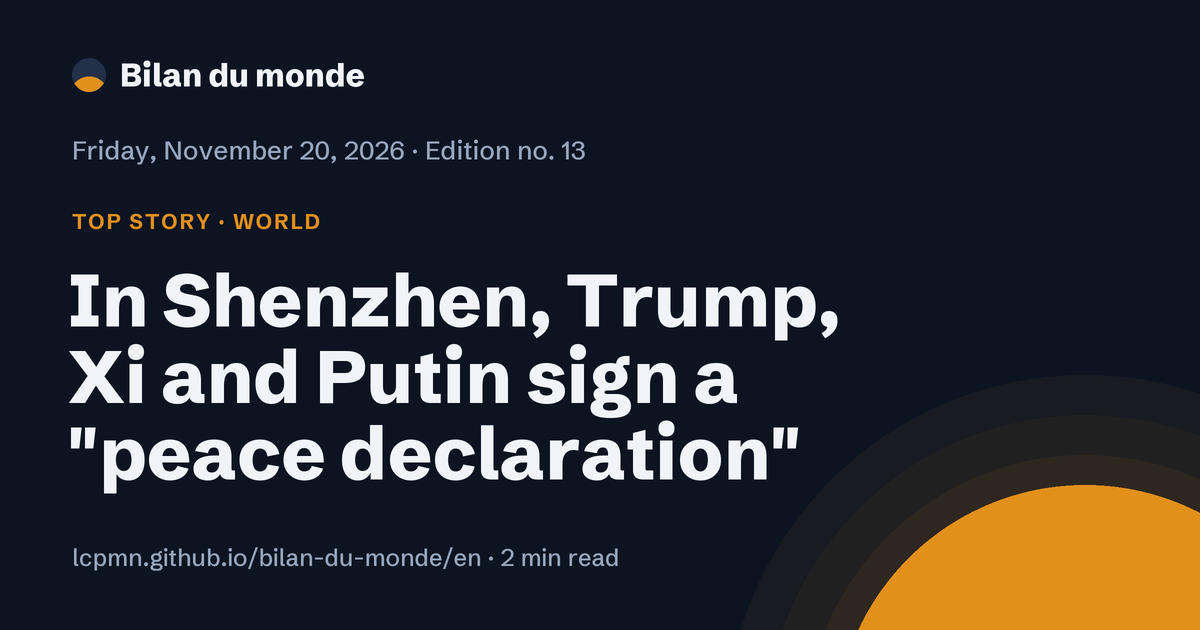 Bilan du monde
Friday, November 20, 2026 · Edition no. 13
TOP STORY · WORLD
In Shenzhen, Trump,
Xi and Putin sign a
"peace declaration"
lcpmn.github.io/bilan-du-monde/en · 2 min read